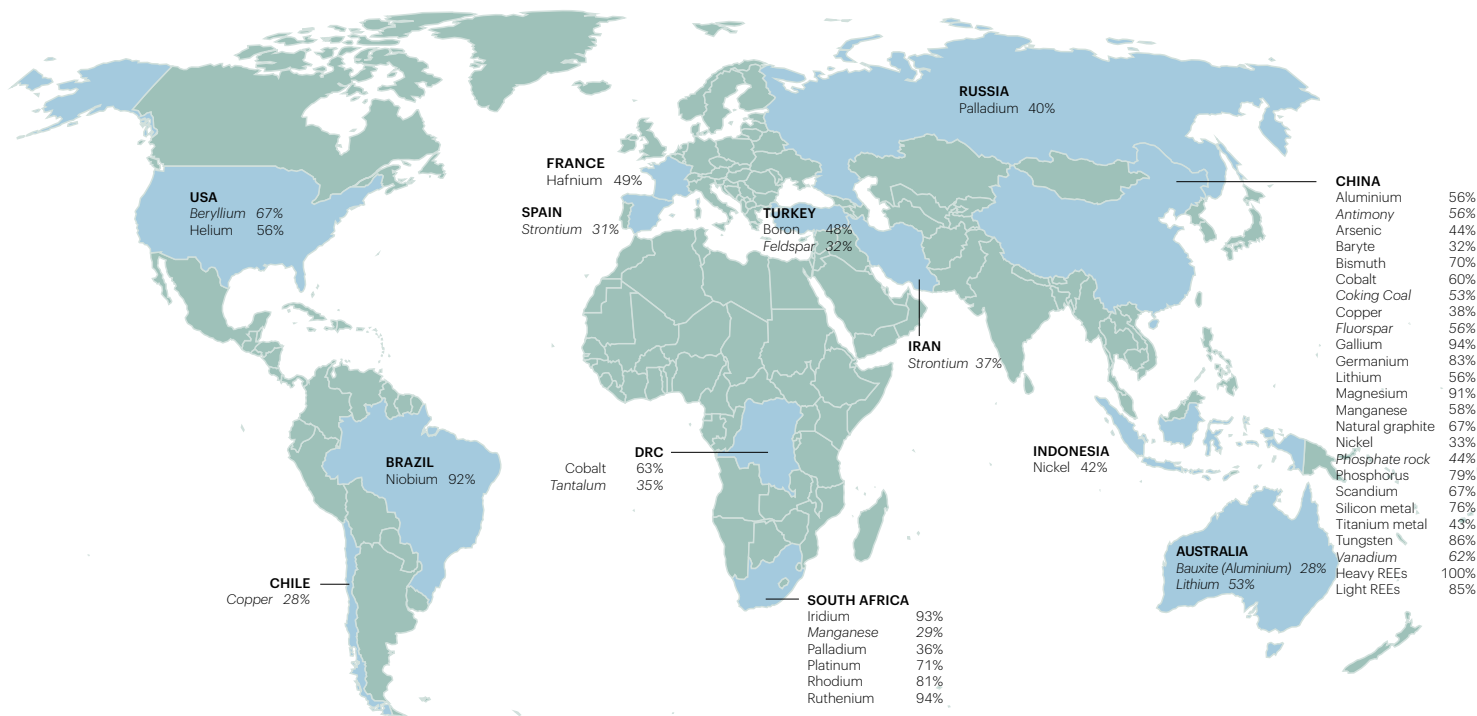 RUSSIA
Palladium 40%
FRANCE
Hafnium 49%
USA
Beryllium 67%
Helium 56%
SPAIN
Strontium 31%
TURKEY
Boron 48%
Feldspar 32%
CHINA
Aluminium 56%
Antimony 56%
Arsenic 44%
Baryte 32%
Bismuth 70%
Cobalt 60%
Coking Coal 53%
Copper 38%
Fluorspar 56%
Gallium 94%
Germanium 83%
Lithium 56%
Magnesium 91%
Manganese 58%
Natural graphite 67%
Nickel 33%
Phosphate rock 44%
Phosphorus 79%
Scandium 67%
Silicon metal 76%
Titanium metal 43%
Tungsten 86%
Vanadium 62%
Heavy REEs 100%
Light REEs 85%
IRAN
Strontium 37%
BRAZIL
Niobium 92%
DRC
Cobalt 63%
Tantalum 35%
INDONESIA
Nickel 42%
AUSTRALIA
Bauxite (Aluminium) 28%
Lithium 53%
CHILE
Copper 28%
SOUTH AFRICA
Iridium 93%
Manganese 29%
Palladium 36%
Platinum 71%
Rhodium 81%
Ruthenium 94%